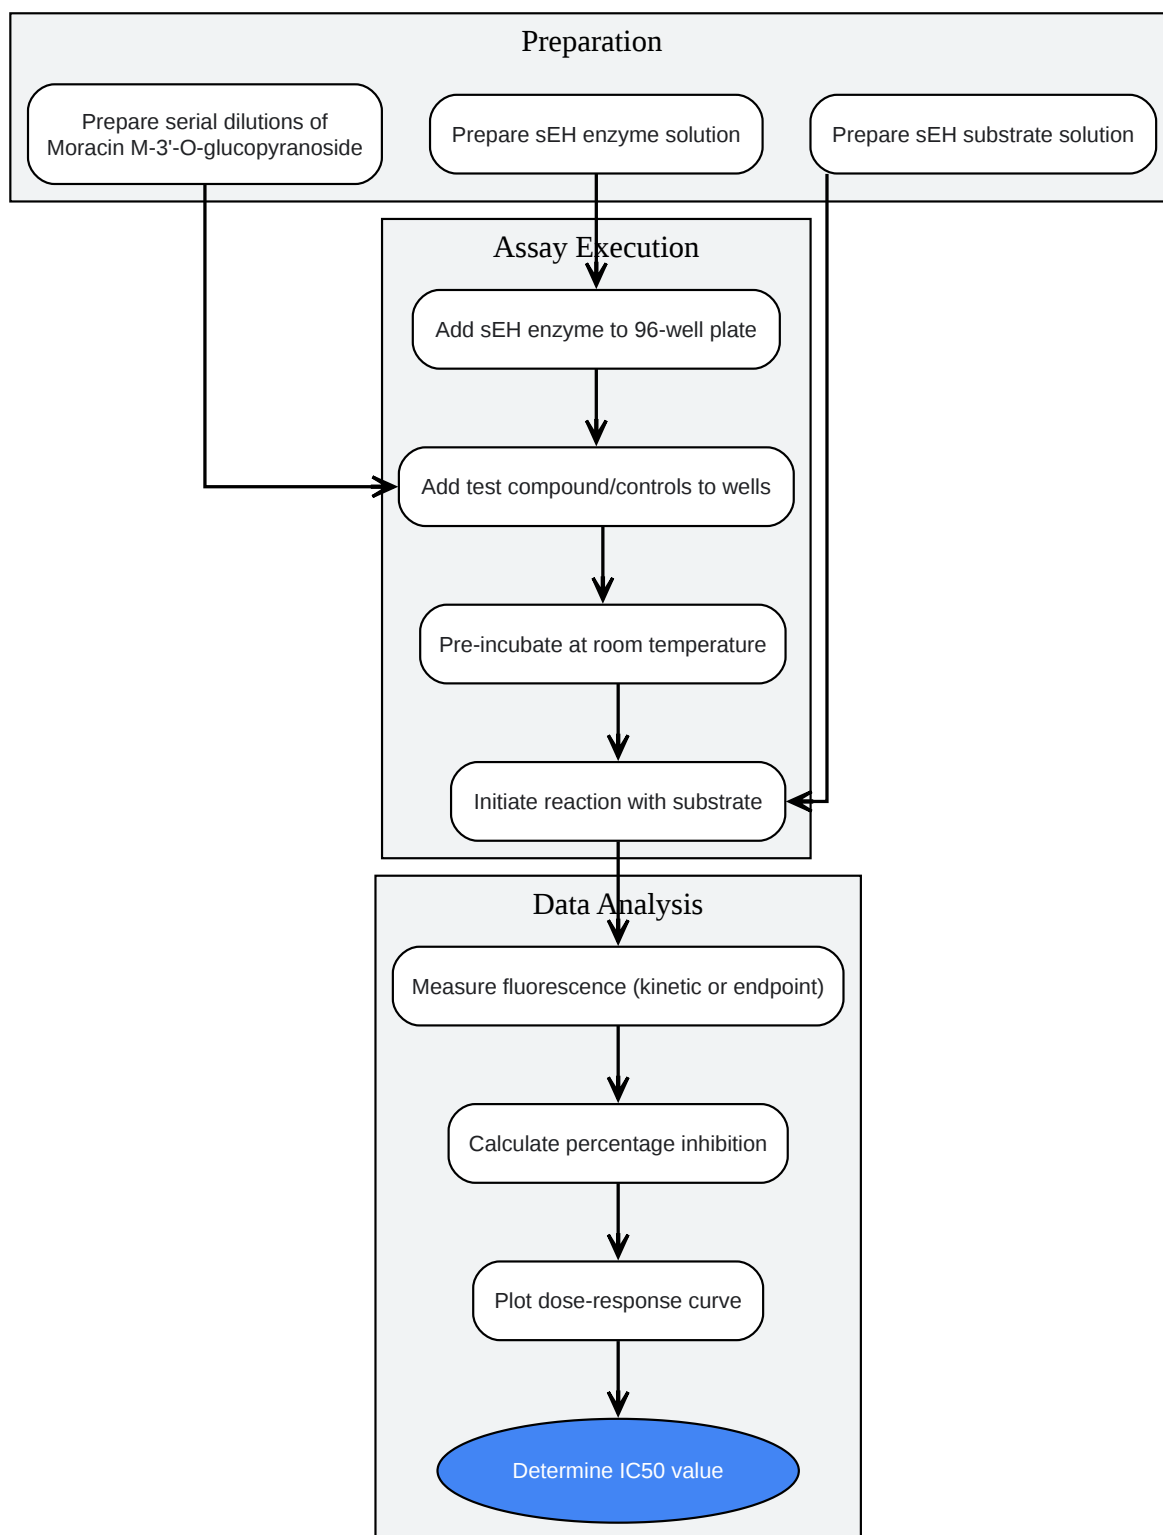 Preparation
Prepare serial dilutions of
Moracin M-3'-O-glucopyranoside
Prepare sEH enzyme solution
Prepare sEH substrate solution
Assay Execution
Add sEH enzyme to 96-well plate
Add test compound/controls to wells
Pre-incubate at room temperature
Initiate reaction with substrate
Data Analysis
Measure fluorescence (kinetic or endpoint)
Calculate percentage inhibition
Plot dose-response curve
Determine IC50 value